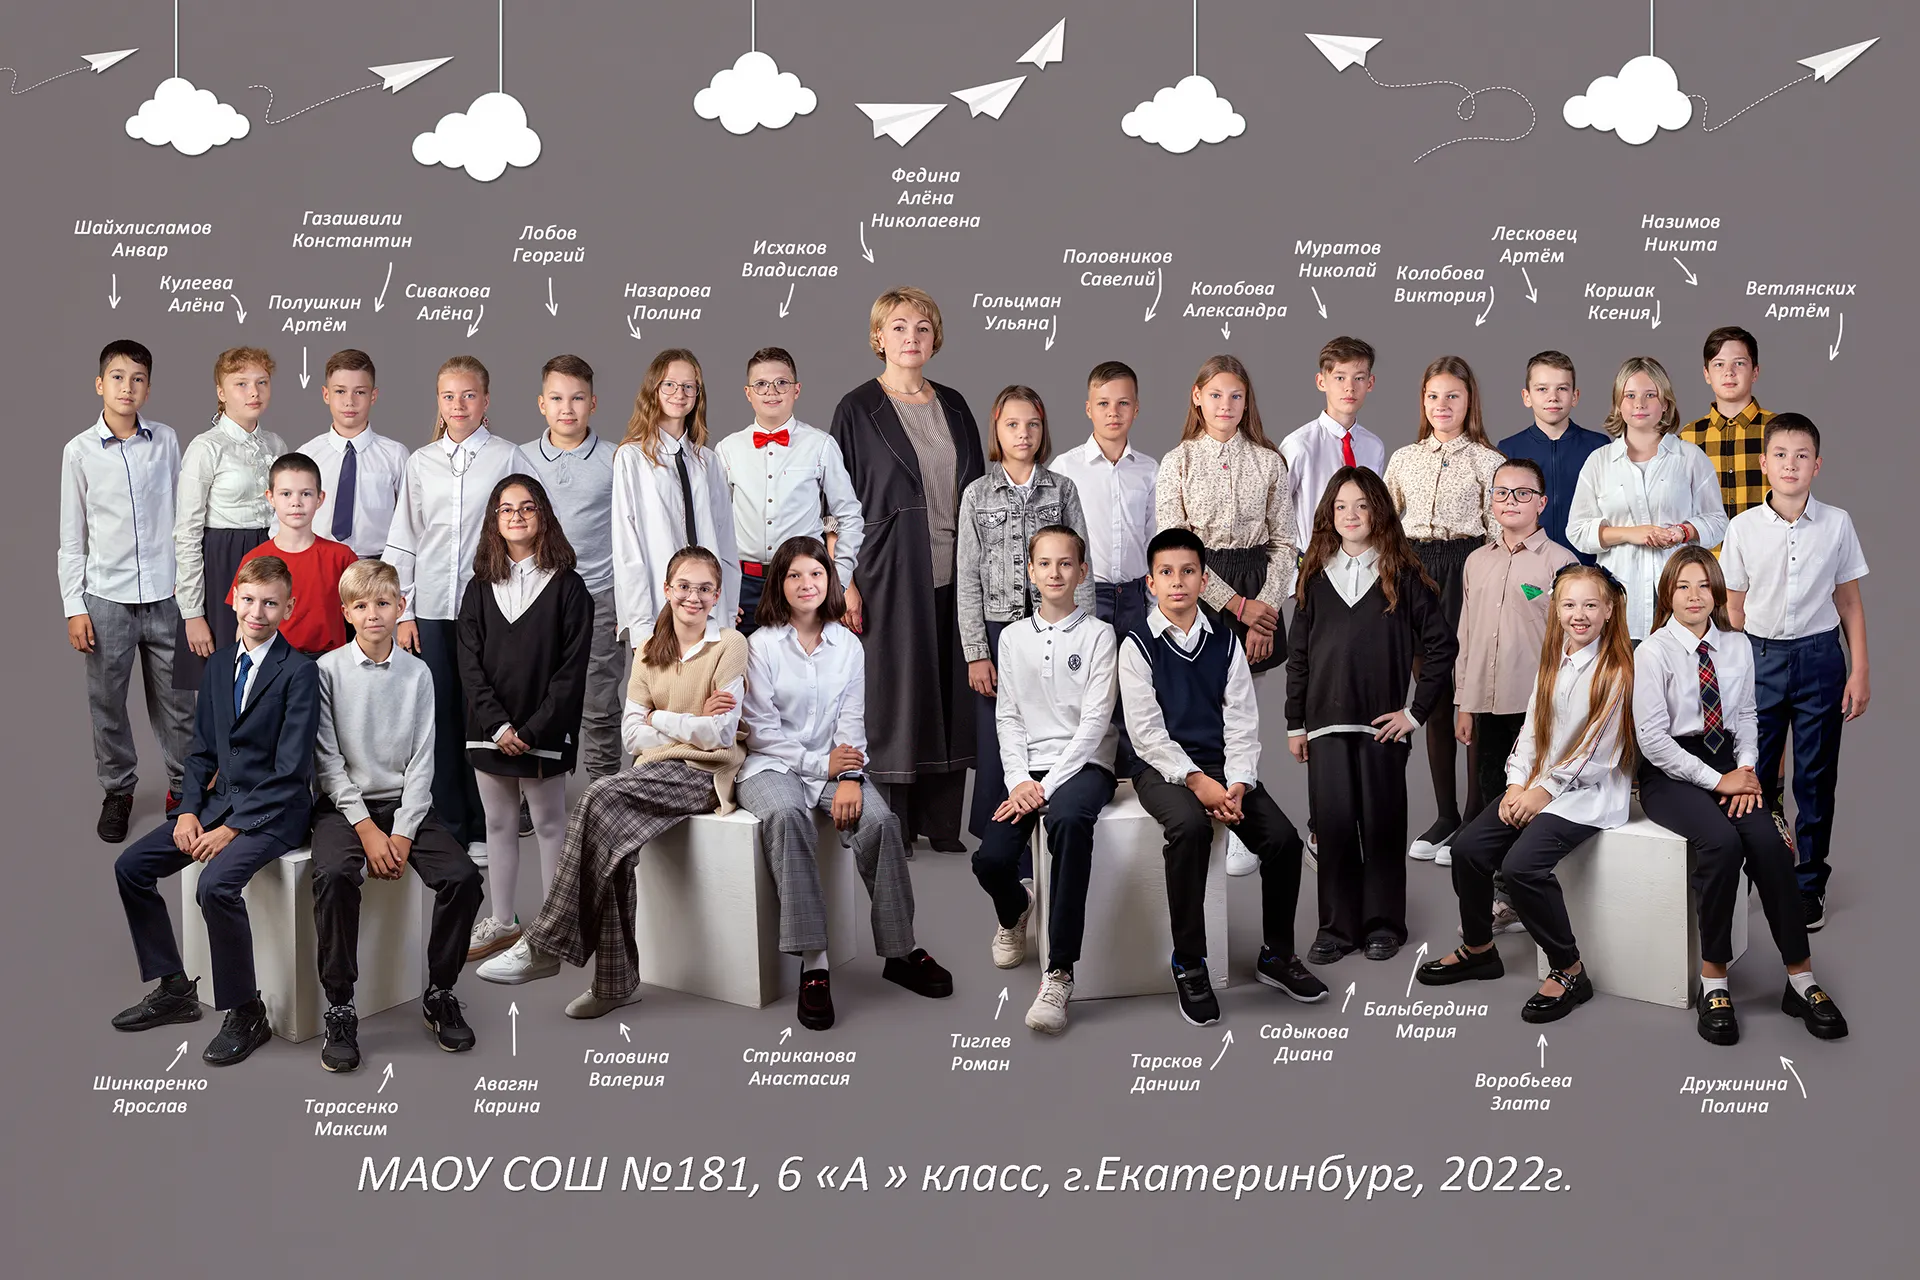 Федина
Алёна
Николаевна
Шайхлисламов
Анвар
Кулеева
Алёна
Газашвили
Константин
Полушкин
Артём
Сивакова
Алёна
Лобов
Георгий
Назарова
Полина
Исхаков
Владислав
Гольцман
Ульяна
Половников
Савелий
Колобова
Александра
Муратов
Николай
Колобова
Виктория
Лесковец
Артём
Коршак
Ксения
Назимов
Никита
Ветлянских
Артём
Шинкаренко
Ярослав
Тарасенко
Максим
Авагян
Карина
Головина
Валерия
Стриканова
Анастасия
Тиглев
Роман
Тарсков
Даниил
Садыкова
Диана
Балыбердина
Мария
Воробьева
Злата
Дружинина
Полина
МАОУ СОШ №181, 6 «А » класс, г.Екатеринбург, 2022г.